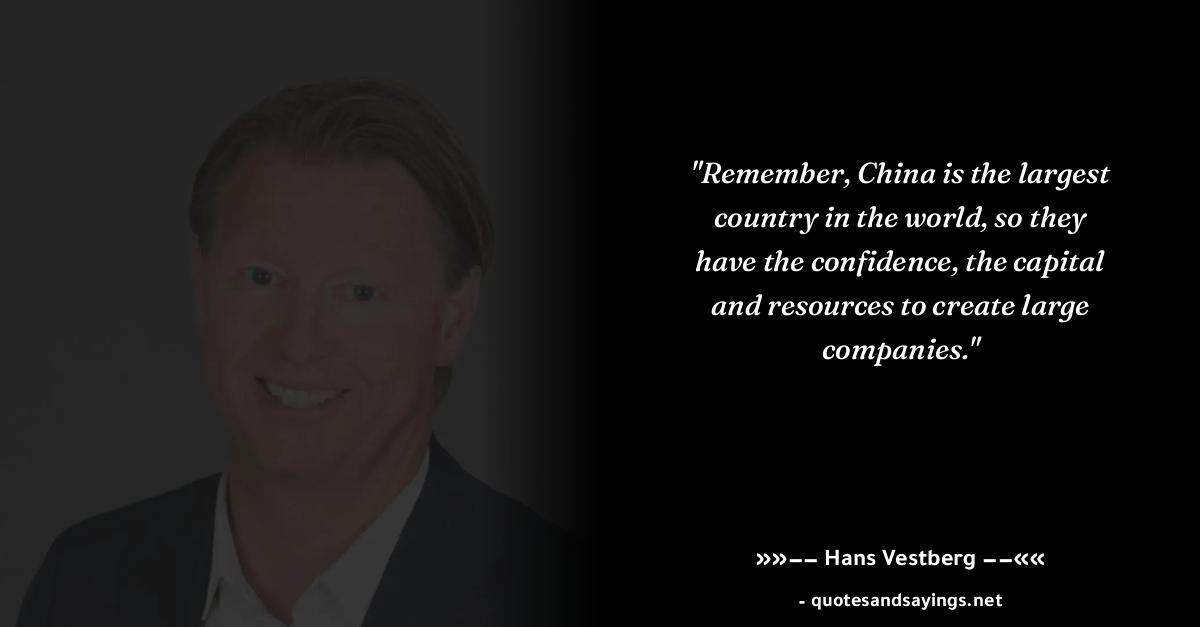 "Remember, China is the largest
country in the world, so they
have the confidence, the capital
and resources to create large
companies."
»»−− Hans Vestberg −−««
- quotesandsayings.net